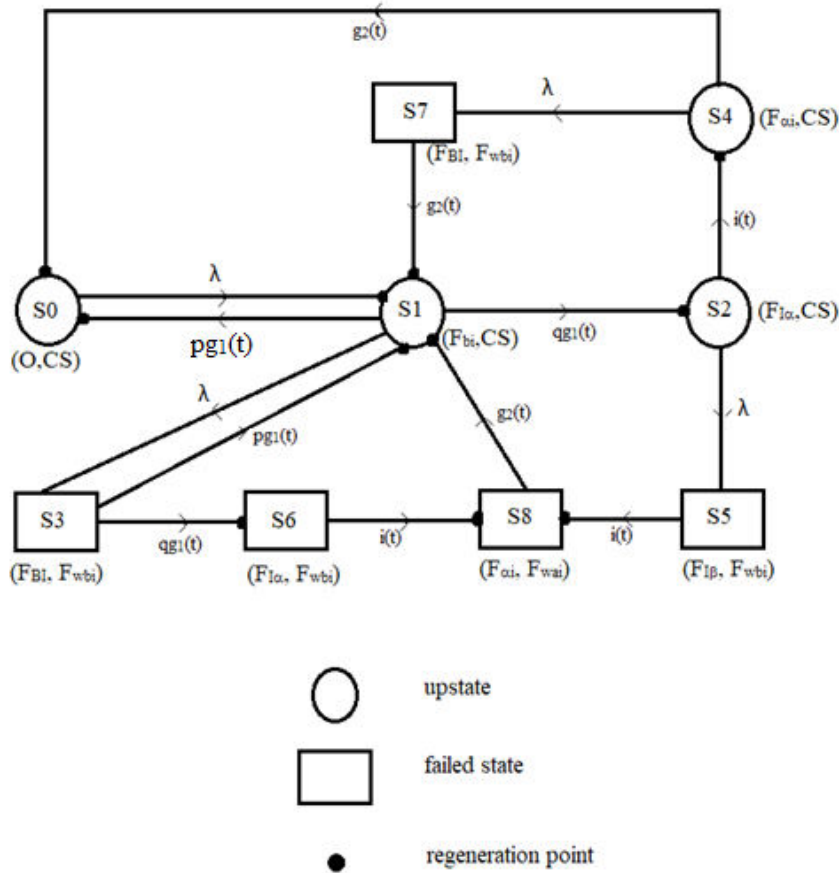 g2(t)
λ
S7
S4
(Fαi,CS)
(FBI, Fwbi)
g2(t)
i(t)
λ
S0
S1
S2
(Fbi,CS)
(FIα,CS)
qg1(t)
(O,CS)
pg1(t)
λ
pg1(t)
g2(t)
λ
S3
S6
S8
S5
qg1(t)
i(t)
i(t)
(FBI, Fwbi)
(FIα, Fwbi)
(Fαi, Fwai)
(FIβ, Fwbi)
upstate
failed state
regeneration point